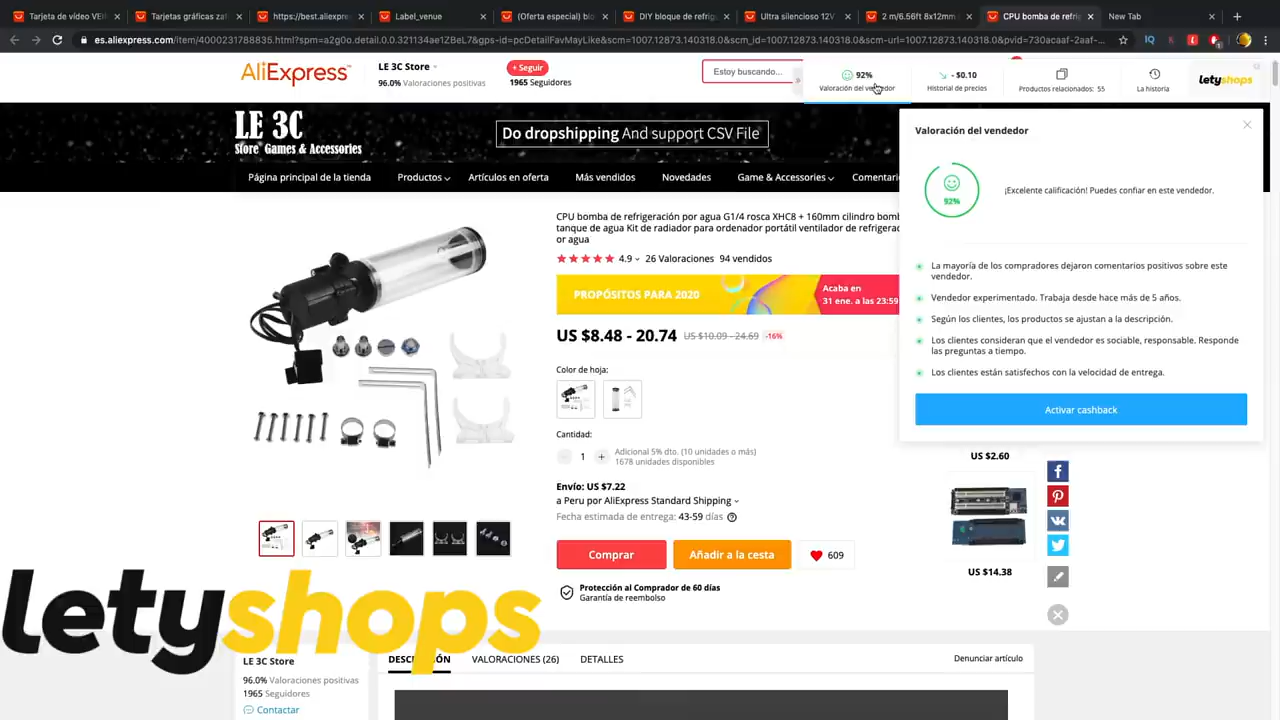 Tarjeta de vídeo VEIN
Tarjetas gráficas zaf
https://best.aliexpres
Label_venue
(Oferta especial) blo
DIY bloque de refrig
Ultra silencioso 12V
2 m/6.56ft 8x12mm
CPU bomba de refrig
New Tab
es.aliexpress.com/item/4000231788835.html?spm=a2g0o.detail.0.0.321134ae1ZBeL7&gps-id=pcDetailFavMayLike&scm=1007.12873.140318.0&scm_id=1007.12873.140318.0&scm-url=1007.12873.140318.0&pvid=730acaaf-2aaf-...
AliExpress
LE 3C Store
+ Seguir
96.0% Valoraciones positivas
1965 Seguidores
Estoy buscando...
92%
Valoración del vendedor
- $0.10
Historial de precios
Productos relacionados: 55
La historia
letyshops
LE 3C
Store Games & Accessories
Do dropshipping And support CSV File
Página principal de la tienda
Productos
Artículos en oferta
Más vendidos
Novedades
Game & Accessories
Comentari
Valoración del vendedor
92%
¡Excelente calificación! Puedes confiar en este vendedor.
La mayoría de los compradores dejaron comentarios positivos sobre este
vendedor.
Vendedor experimentado. Trabaja desde hace más de 5 años.
Según los clientes, los productos se ajustan a la descripción.
Los clientes consideran que el vendedor es sociable, responsable. Responde
las preguntas a tiempo.
Los clientes están satisfechos con la velocidad de entrega.
Activar cashback
CPU bomba de refrigeración por agua G1/4 rosca XHC8 + 160mm cilindro bomb
tanque de agua Kit de radiador para ordenador portátil ventilador de refrigera
or agua
4.9
26 Valoraciones
94 vendidos
PROPÓSITOS PARA 2020
Acaba en
31 ene. a las 23:59
US $8.48 - 20.74
US $10.09 - 24.69
-16%
Color de hoja:
Cantidad:
1
Adicional 5% dto. (10 unidades o más)
1678 unidades disponibles
Envío: US $7.22
a Peru por AliExpress Standard Shipping
Fecha estimada de entrega: 43-59 días
Comprar
Añadir a la cesta
609
Protección al Comprador de 60 días
Garantía de reembolso
US $2.60
US $14.38
letyshops
LE 3C Store
96.0% Valoraciones positivas
1965 Seguidores
Contactar
DESCRIPCIÓN
VALORACIONES (26)
DETALLES
Denunciar artículo